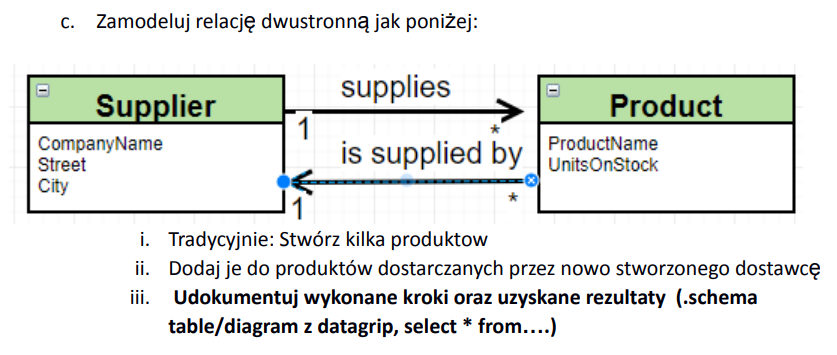 c. Zamodeluj relację dwustronną jak poniżej:
supplies
Supplier
Product
1
*
CompanyName
ProductName
is supplied by
Street
UnitsOnStock
City
1
*
i. Tradycyjnie: Stwórz kilka produktow
ii. Dodaj je do produktów dostarczanych przez nowo stworzonego dostawcę
iii. Udokumentuj wykonane kroki oraz uzyskane rezultaty (.schema
table/diagram z datagrip, select * from....)